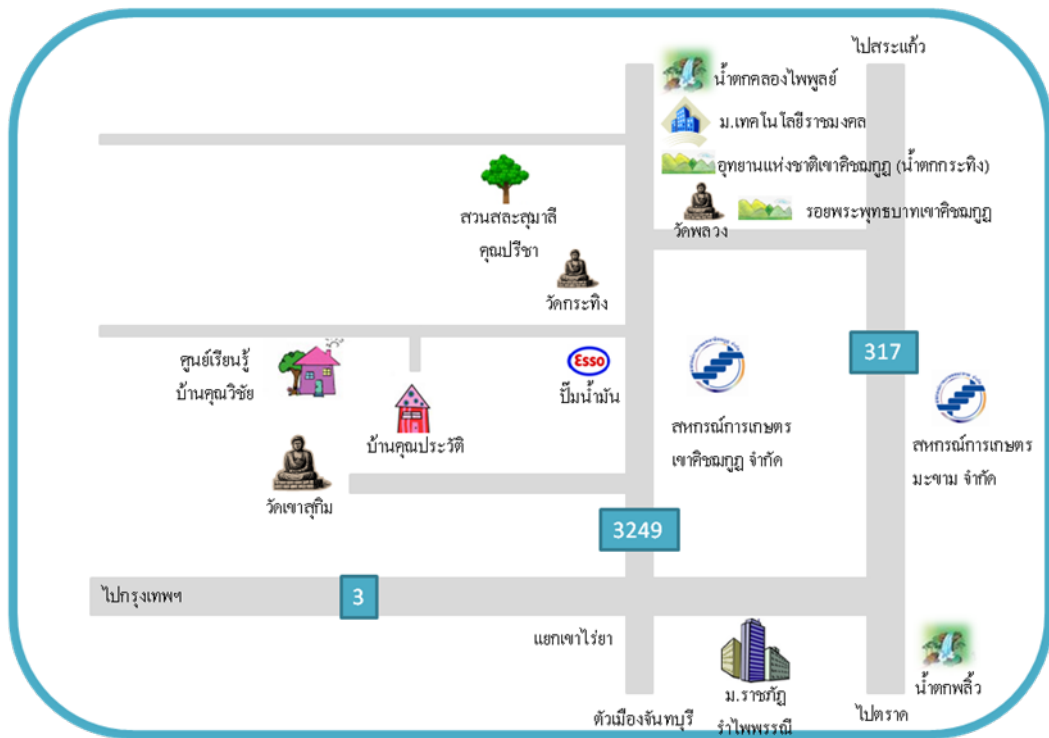 ไปสระแก้ว
น้ำตกคลองไพพูลย์
ม.เทคโนโลยีราชมงคล
อุทยานแห่งชาติเขาคิชฌกูฏ (น้ำตกกระทิง)
รอยพระพุทธบาทเขาคิชฌกูฏ
วัดพลวง
สวนสละสุมาลี
คุณปรีชา
วัดกระทิง
317
ศูนย์เรียนรู้
บ้านคุณวิชัย
Esso
ปั๊มน้ำมัน
บ้านคุณประวัติ
สหกรณ์การเกษตร
เขาคิชฌกูฏ จำกัด
สหกรณ์การเกษตร
มะขาม จำกัด
วัดเขาสุกิม
3249
ไปกรุงเทพฯ
3
แยกเขาไร่ยา
น้ำตกพลิ้ว
ม.ราชภัฏ
รำไพพรรณี
ตัวเมืองจันทบุรี
ไปตราด